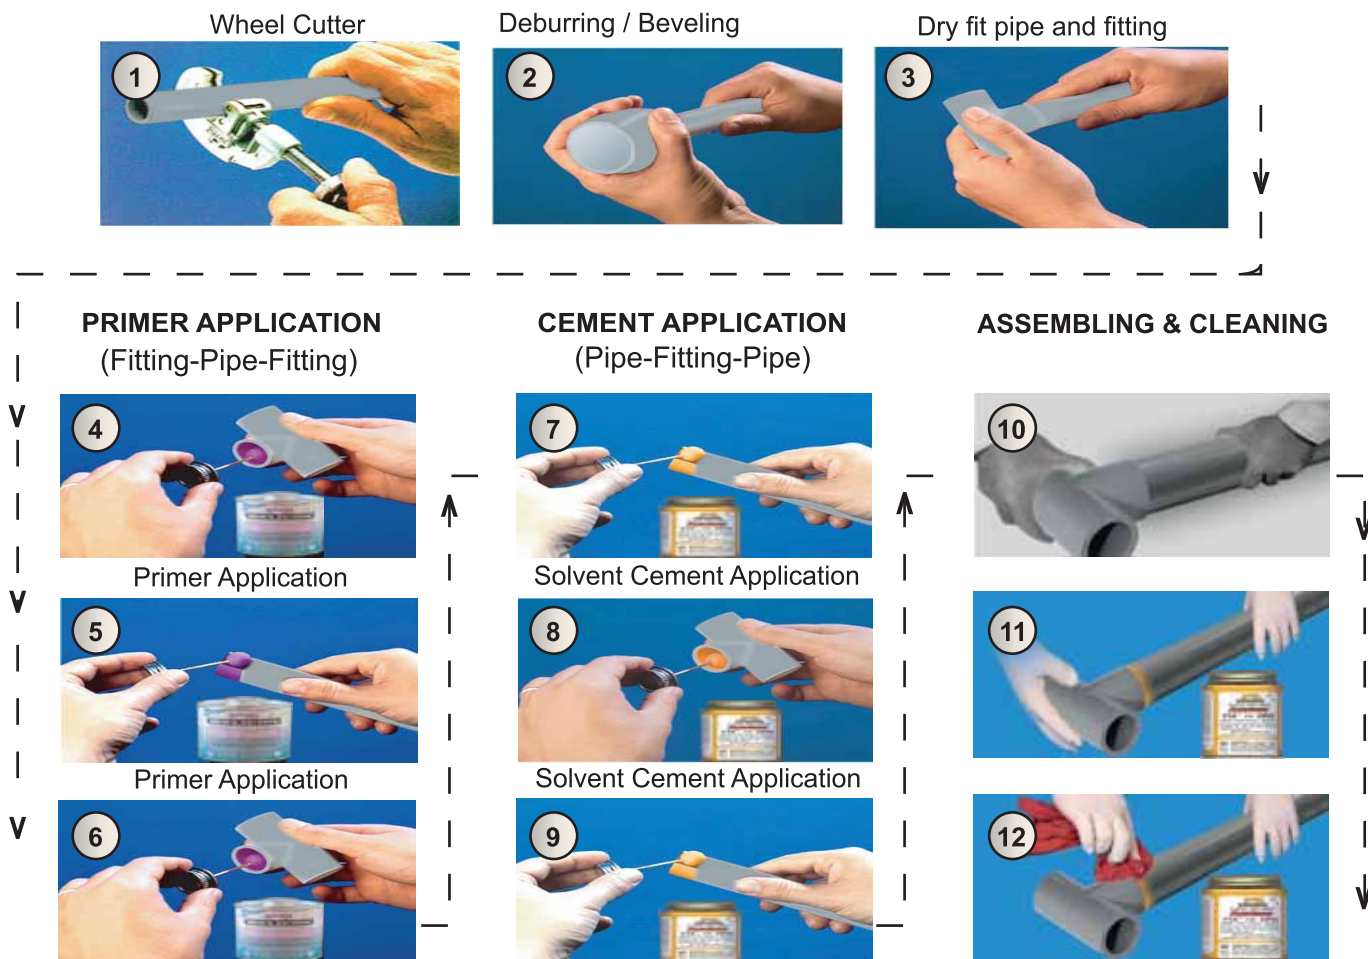 Wheel Cutter
Deburring / Beveling
Dry fit pipe and fitting
1
2
3
PRIMER APPLICATION
(Fitting-Pipe-Fitting)
4
Primer Application
5
Primer Application
6
CEMENT APPLICATION
(Pipe-Fitting-Pipe)
7
Solvent Cement Application
8
Solvent Cement Application
9
ASSEMBLING & CLEANING
10
11
12